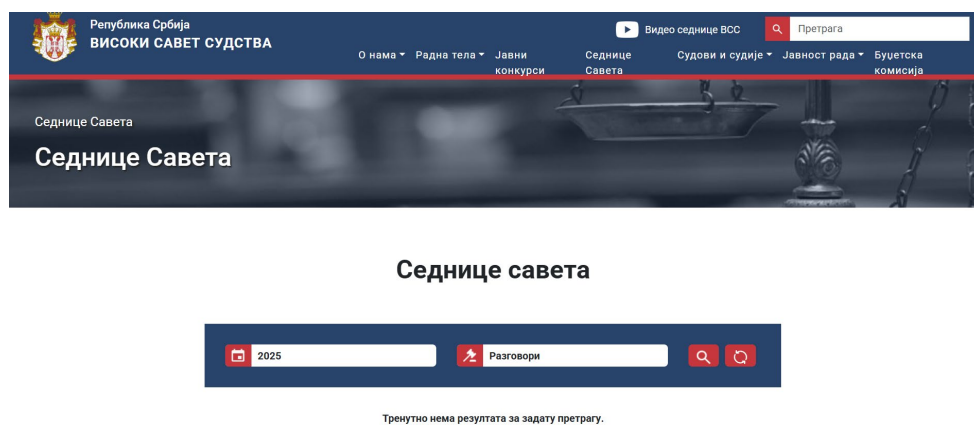 Република Србија
ВИСОКИ САВЕТ СУДСТВА
Видео седнице ВСС
Претрага
О нама
Радна тела
Јавни конкурси
Седнице Савета
Судови и судије
Јавност рада
Буџетска комисија
Седнице Савета
Седнице Савета
Седнице савета
2025
Разговори
Тренутно нема резултата за задату претрагу.